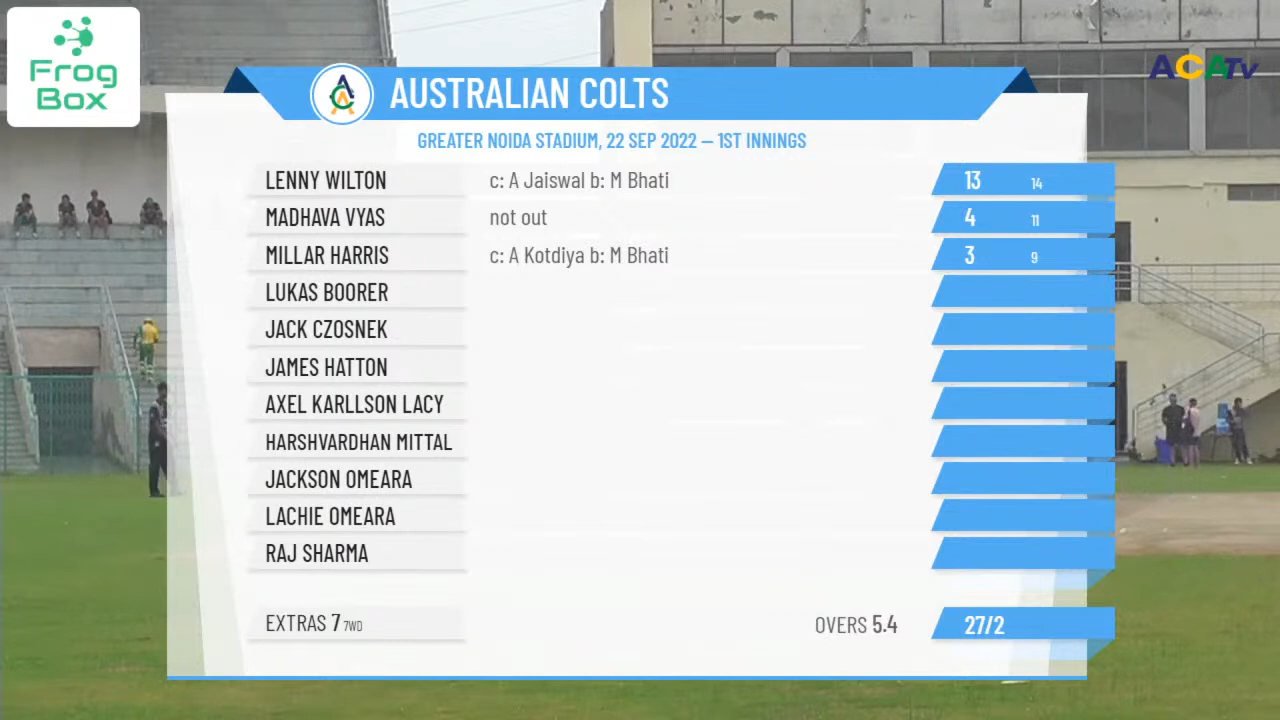 Frog
Box
ACATV
AUSTRALIAN COLTS
GREATER NOIDA STADIUM, 22 SEP 2022 – 1ST INNINGS
LENNY WILTON c: A Jaiswal b: M Bhati 13 14
MADHAVA VYAS not out 4 11
MILLAR HARRIS c: A Kotdiya b: M Bhati 3 9
LUKAS BOORER
JACK CZOSNEK
JAMES HATTON
AXEL KARLLSON LACY
HARSHVARDHAN MITTAL
JACKSON OMEARA
LACHIE OMEARA
RAJ SHARMA
EXTRAS 7 7WD OVERS 5.4 27/2